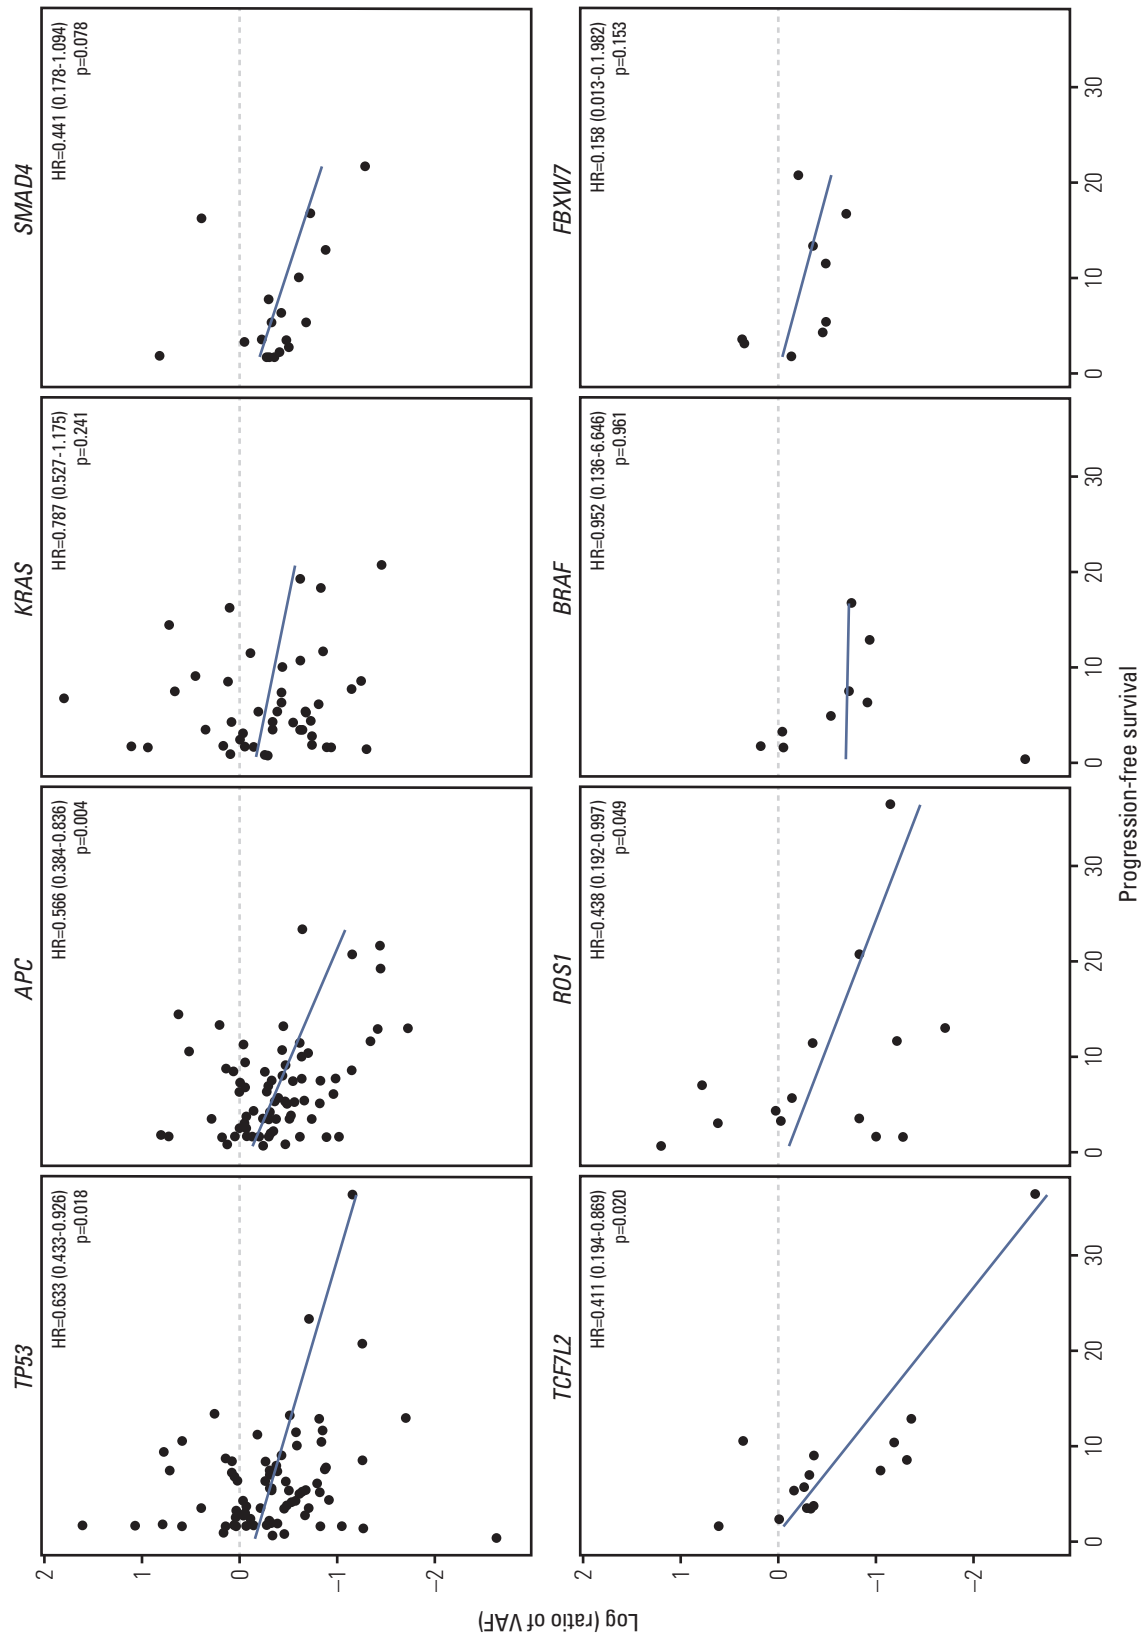 TP53
HR=0.633 (0.433-0.926)
p=0.018
APC
HR=0.566 (0.384-0.836)
p=0.004
KRAS
HR=0.787 (0.527-1.175)
p=0.241
SMAD4
HR=0.441 (0.178-1.094)
p=0.078
2
1
0
−1
−2
Log (ratio of VAF)
TCF7L2
HR=0.411 (0.194-0.869)
p=0.020
ROS1
HR=0.438 (0.192-0.997)
p=0.049
BRAF
HR=0.952 (0.136-6.646)
p=0.961
FBXW7
HR=0.158 (0.013-0.1.982)
p=0.153
2
1
0
−1
−2
0 10 20 30
0 10 20 30
0 10 20 30
0 10 20 30
Progression-free survival